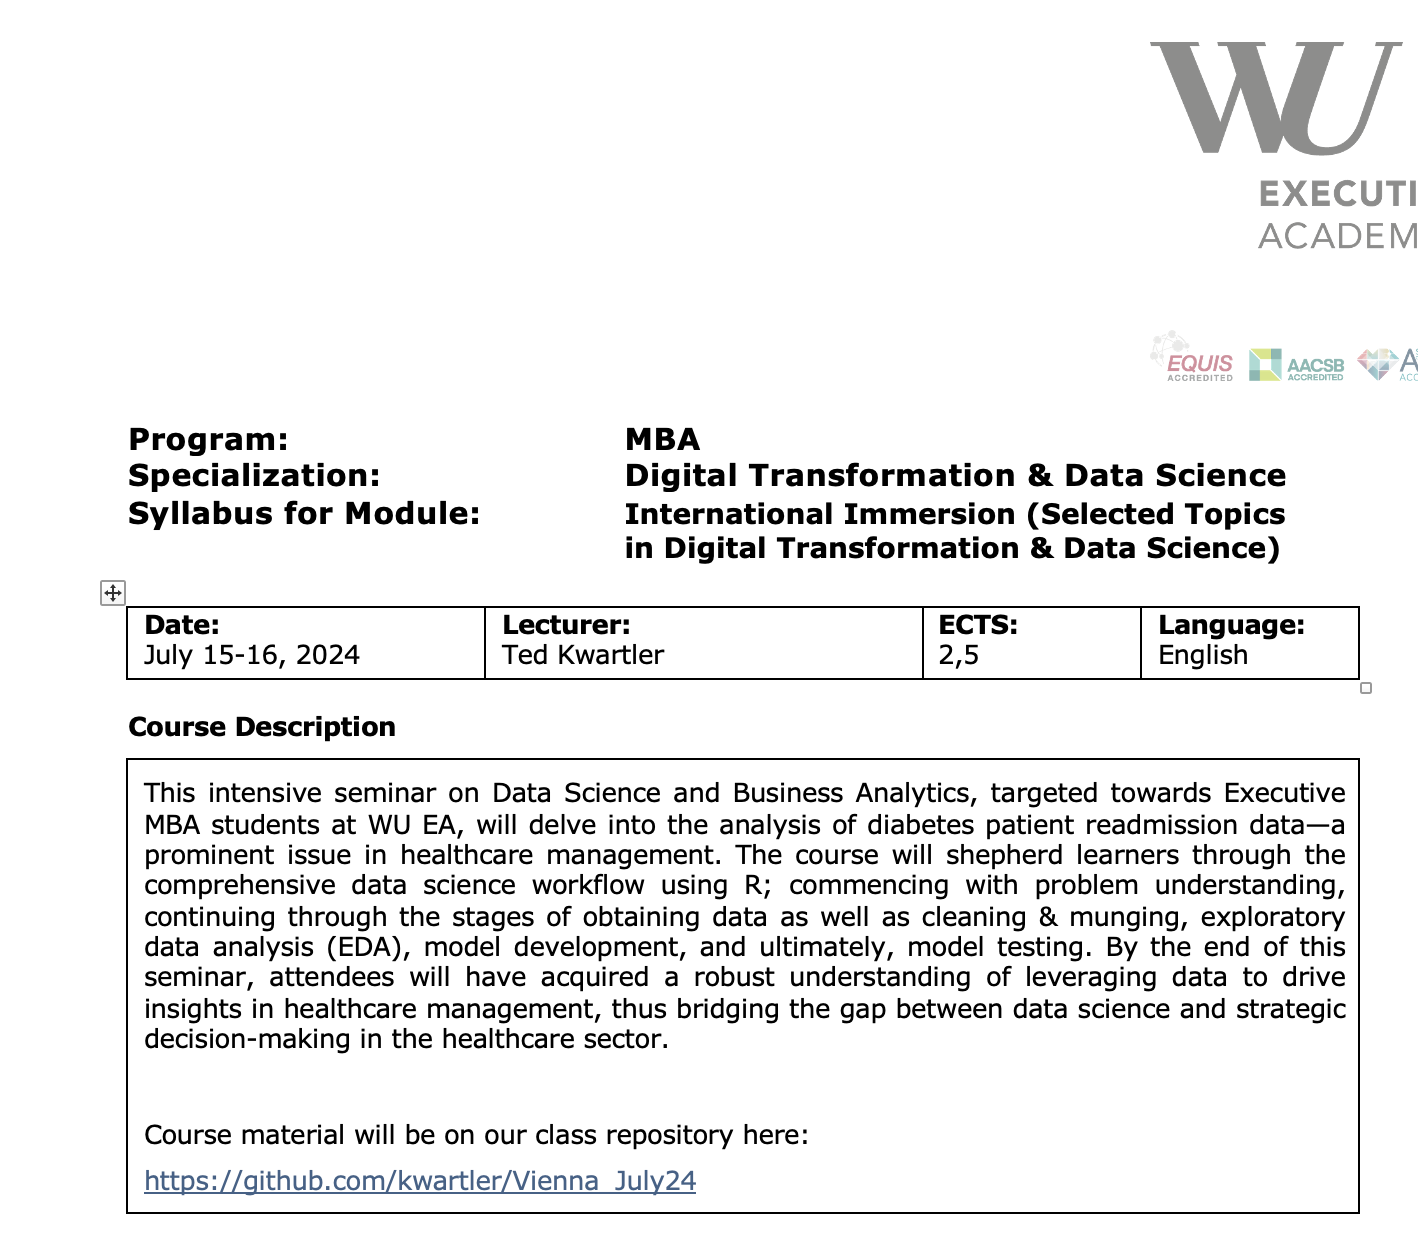 WU
EXECUTI
ACADEM
EQUIS
ACCREDITED
AACSB
ACCREDITED
A
ACC
Program: MBA
Specialization: Digital Transformation & Data Science
Syllabus for Module: International Immersion (Selected Topics
in Digital Transformation & Data Science)
Date: Lecturer: ECTS: Language:
July 15-16, 2024 Ted Kwartler 2,5 English
Course Description
This intensive seminar on Data Science and Business Analytics, targeted towards Executive
MBA students at WU EA, will delve into the analysis of diabetes patient readmission data—a
prominent issue in healthcare management. The course will shepherd learners through the
comprehensive data science workflow using R; commencing with problem understanding,
continuing through the stages of obtaining data as well as cleaning & munging, exploratory
data analysis (EDA), model development, and ultimately, model testing. By the end of this
seminar, attendees will have acquired a robust understanding of leveraging data to drive
insights in healthcare management, thus bridging the gap between data science and strategic
decision-making in the healthcare sector.
Course material will be on our class repository here:
https://github.com/kwartler/Vienna_July24